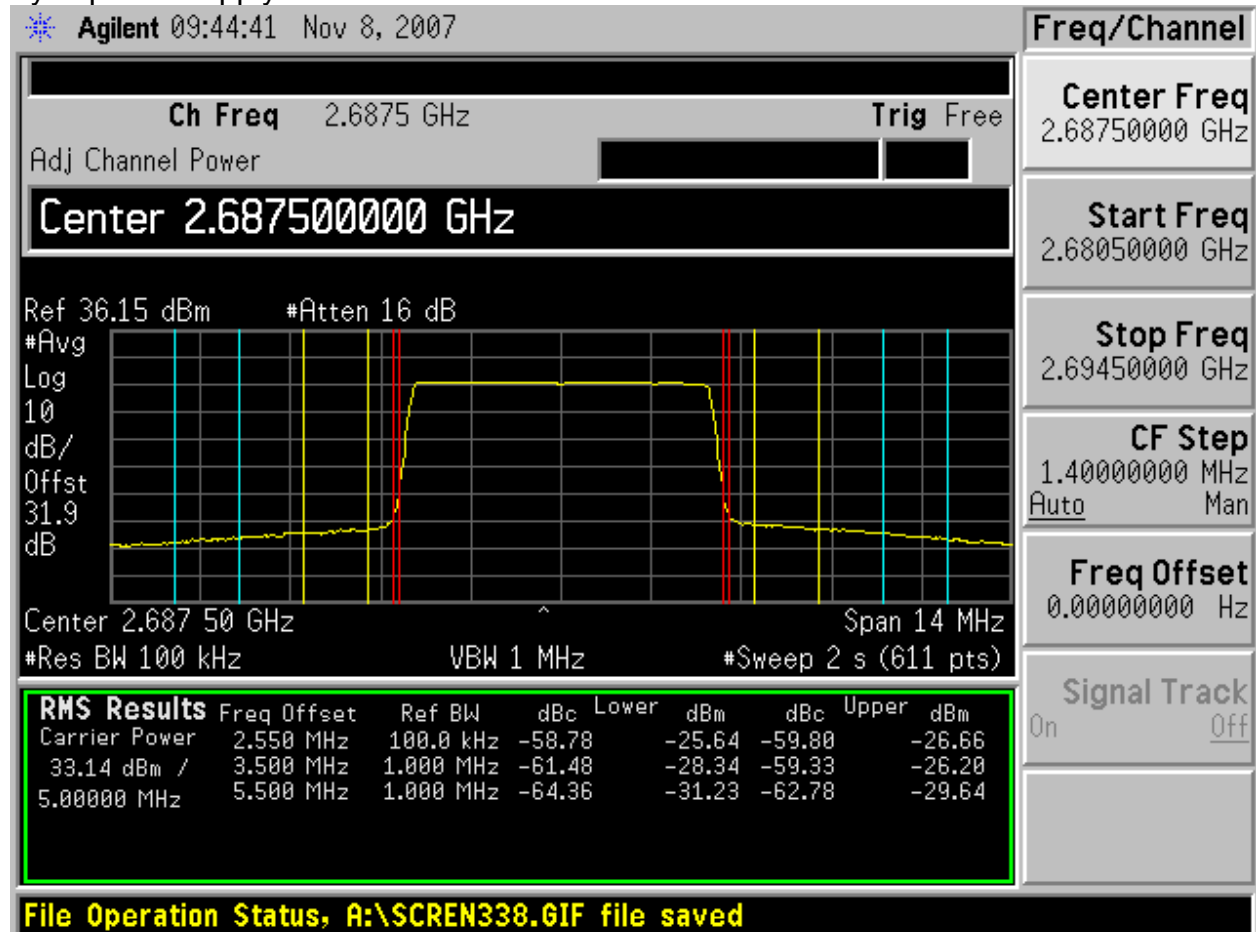 Agilent 09:44:41 Nov 8, 2007
Freq/Channel
Ch Freq 2.6875 GHz Trig Free
Adj Channel Power
Center 2.687500000 GHz
Ref 36.15 dBm #Atten 16 dB
#Avg
Log
10
dB/
Offst
31.9
dB
Center 2.687 50 GHz ^ Span 14 MHz
#Res BW 100 kHz VBW 1 MHz #Sweep 2 s (611 pts)
RMS Results Freq Offset Ref BW dBc Lower dBm dBc Upper dBm
Carrier Power 2.550 MHz 100.0 kHz -58.78 -25.64 -59.80 -26.66
33.14 dBm / 3.500 MHz 1.000 MHz -61.48 -28.34 -59.33 -26.20
5.00000 MHz 5.500 MHz 1.000 MHz -64.36 -31.23 -62.78 -29.64
File Operation Status, A:\SCREN338.GIF file saved
Center Freq
2.68750000 GHz
Start Freq
2.68050000 GHz
Stop Freq
2.69450000 GHz
CF Step
1.40000000 MHz
Auto Man
Freq Offset
0.00000000 Hz
Signal Track
On Off